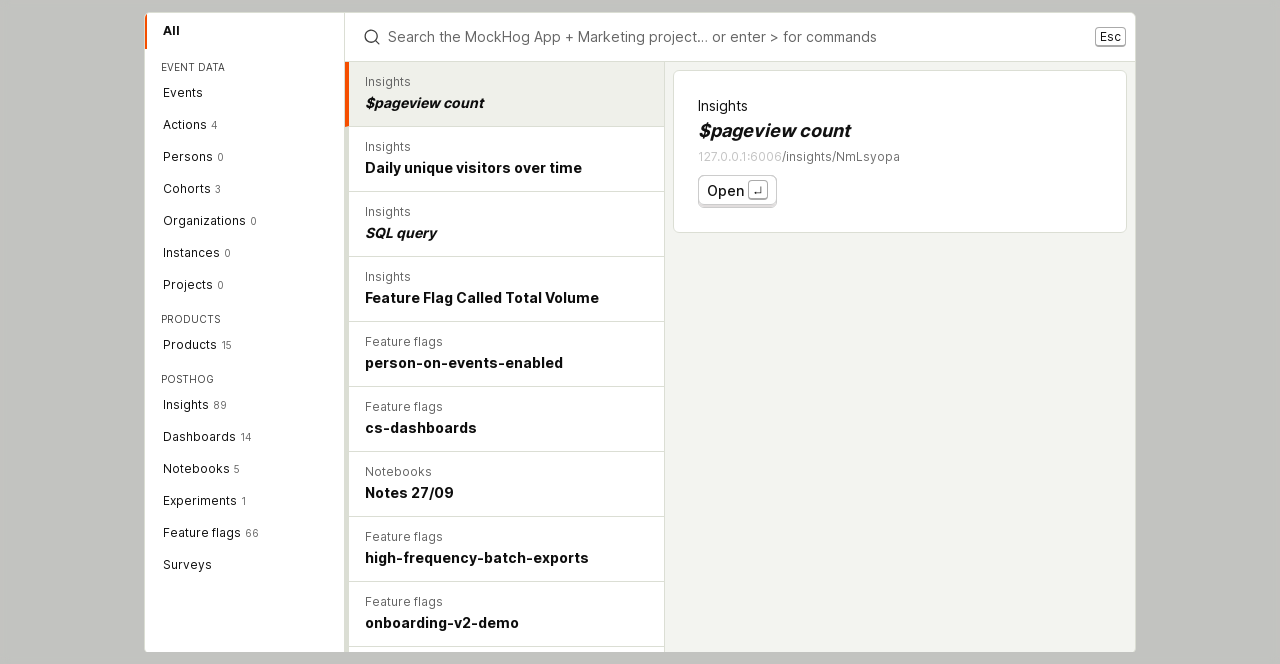 All
EVENT DATA
Events
Actions 4
Persons 0
Cohorts 3
Organizations 0
Instances 0
Projects 0
PRODUCTS
Products 15
POSTHOG
Insights 89
Dashboards 14
Notebooks 5
Experiments 1
Feature flags 66
Surveys
Search the MockHog App + Marketing project... or enter > for commands
Esc
Insights
$pageview count
Insights
Daily unique visitors over time
Insights
SQL query
Insights
Feature Flag Called Total Volume
Feature flags
person-on-events-enabled
Feature flags
cs-dashboards
Notebooks
Notes 27/09
Feature flags
high-frequency-batch-exports
Feature flags
onboarding-v2-demo
Insights
$pageview count
127.0.0.1:6006/insights/NmLsyopa
Open ↵